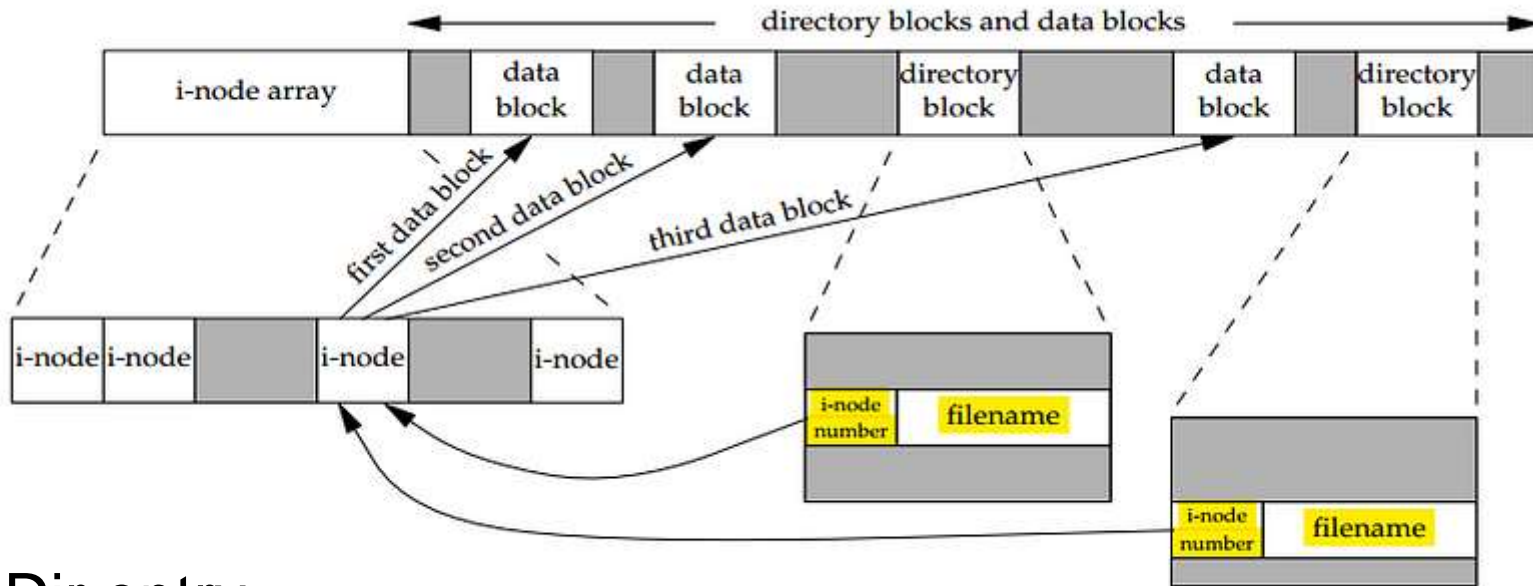 directory blocks and data blocks
i-node array
data
block
data
block
directory
block
data
block
directory
block
first data block
second data block
third data block
i-node
i-node
i-node
i-node
i-node
number
filename
i-node
number
filename